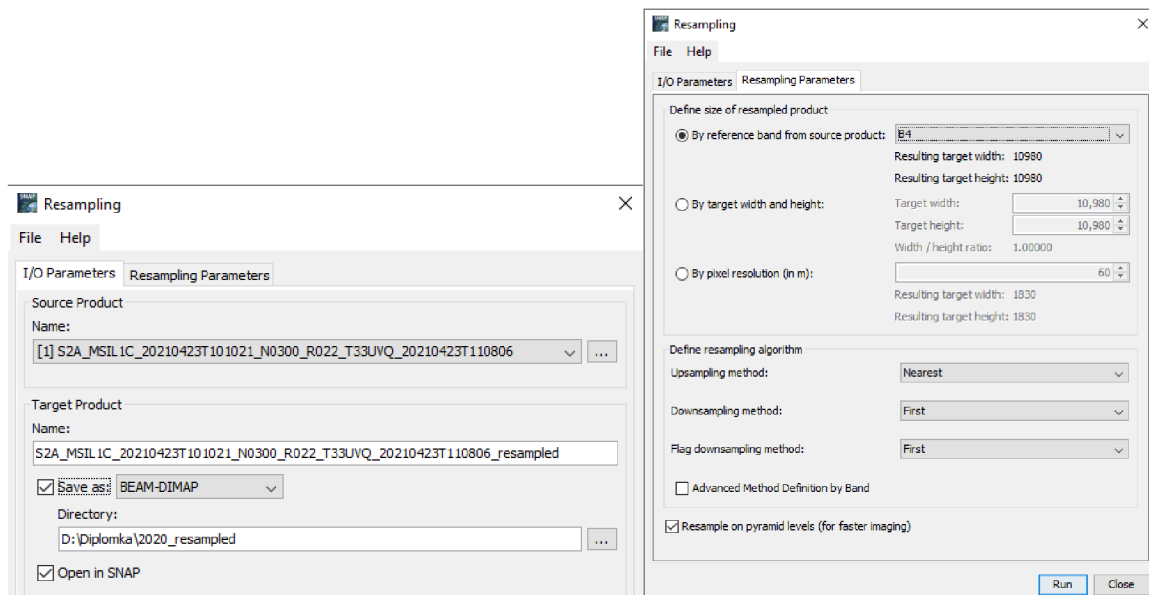 Resampling
File Help
I/O Parameters Resampling Parameters
Source Product
Name:
[1] S2A_MSIL1C_20210423T101021_N0300_R022_T33UVQ_20210423T110806
...
Target Product
Name:
S2A_MSIL1C_20210423T101021_N0300_R022_T33UVQ_20210423T110806_resampled
Save as: BEAM-DIMAP
Directory:
D:\Diplomka\2020_resampled
...
Open in SNAP
Resampling
File Help
I/O Parameters Resampling Parameters
Define size of resampled product
By reference band from source product: B4
Resulting target width: 10980
Resulting target height: 10980
By target width and height: Target width: 10,980
Target height: 10,980
Width / height ratio: 1.00000
By pixel resolution (in m): 60
Resulting target width: 1830
Resulting target height: 1830
Define resampling algorithm
Upsampling method: Nearest
Downsampling method: First
Flag downsampling method: First
Advanced Method Definition by Band
Resample on pyramid levels (for faster imaging)
Run Close